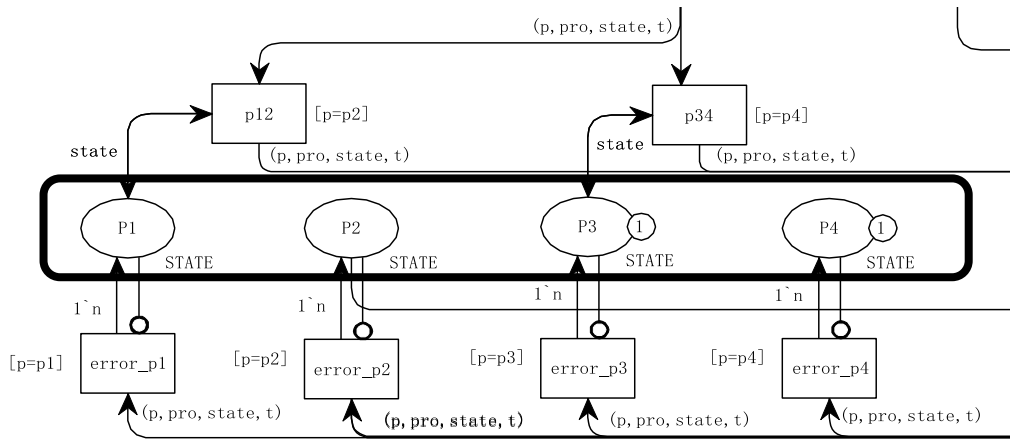 (p,pro,state,t)
p12
[p=p2]
p34
[p=p4]
state
(p,pro,state,t)
state
(p,pro,state,t)
P1
P2
P3
1
P4
1
STATE
STATE
STATE
STATE
1`n
1`n
1`n
1`n
[p=p1]
error_p1
[p=p2]
error_p2
[p=p3]
error_p3
[p=p4]
error_p4
(p,pro,state,t)
(p,pro,state,t)
(p,pro,state,t)
(p,pro,state,t)